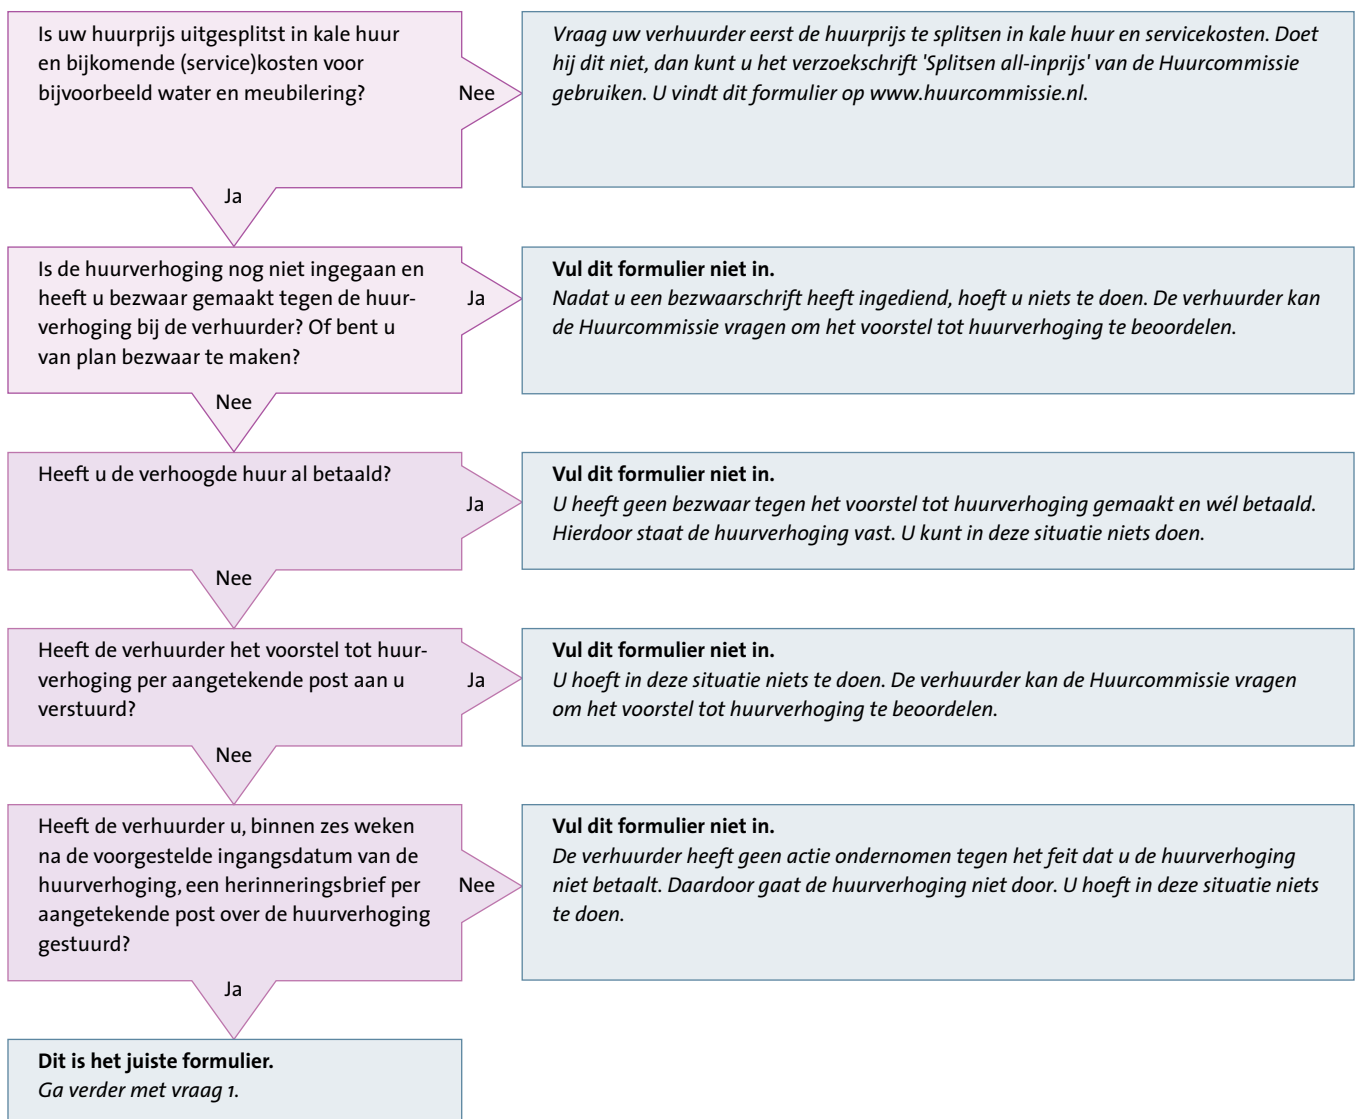 Is uw huurprijs uitgesplitst in kale huur
en bijkomende (service)kosten voor
bijvoorbeeld water en meubilering?
Nee
Vraag uw verhuurder eerst de huurprijs te splitsen in kale huur en servicekosten. Doet
hij dit niet, dan kunt u het verzoekschrift 'Splitsen all-inprijs' van de Huurcommissie
gebruiken. U vindt dit formulier op www.huurcommissie.nl.
Ja
Is de huurverhoging nog niet ingegaan en
heeft u bezwaar gemaakt tegen de huur-
verhoging bij de verhuurder? Of bent u
van plan bezwaar te maken?
Ja
Vul dit formulier niet in.
Nadat u een bezwaarschrift heeft ingediend, hoeft u niets te doen. De verhuurder kan
de Huurcommissie vragen om het voorstel tot huurverhoging te beoordelen.
Nee
Heeft u de verhoogde huur al betaald?
Ja
Vul dit formulier niet in.
U heeft geen bezwaar tegen het voorstel tot huurverhoging gemaakt en wél betaald.
Hierdoor staat de huurverhoging vast. U kunt in deze situatie niets doen.
Nee
Heeft de verhuurder het voorstel tot huur-
verhoging per aangetekende post aan u
verstuurd?
Ja
Vul dit formulier niet in.
U hoeft in deze situatie niets te doen. De verhuurder kan de Huurcommissie vragen
om het voorstel tot huurverhoging te beoordelen.
Nee
Heeft de verhuurder u, binnen zes weken
na de voorgestelde ingangsdatum van de
huurverhoging, een herinneringsbrief per
aangetekende post over de huurverhoging
gestuurd?
Nee
Vul dit formulier niet in.
De verhuurder heeft geen actie ondernomen tegen het feit dat u de huurverhoging
niet betaalt. Daardoor gaat de huurverhoging niet door. U hoeft in deze situatie niets
te doen.
Ja
Dit is het juiste formulier.
Ga verder met vraag 1.